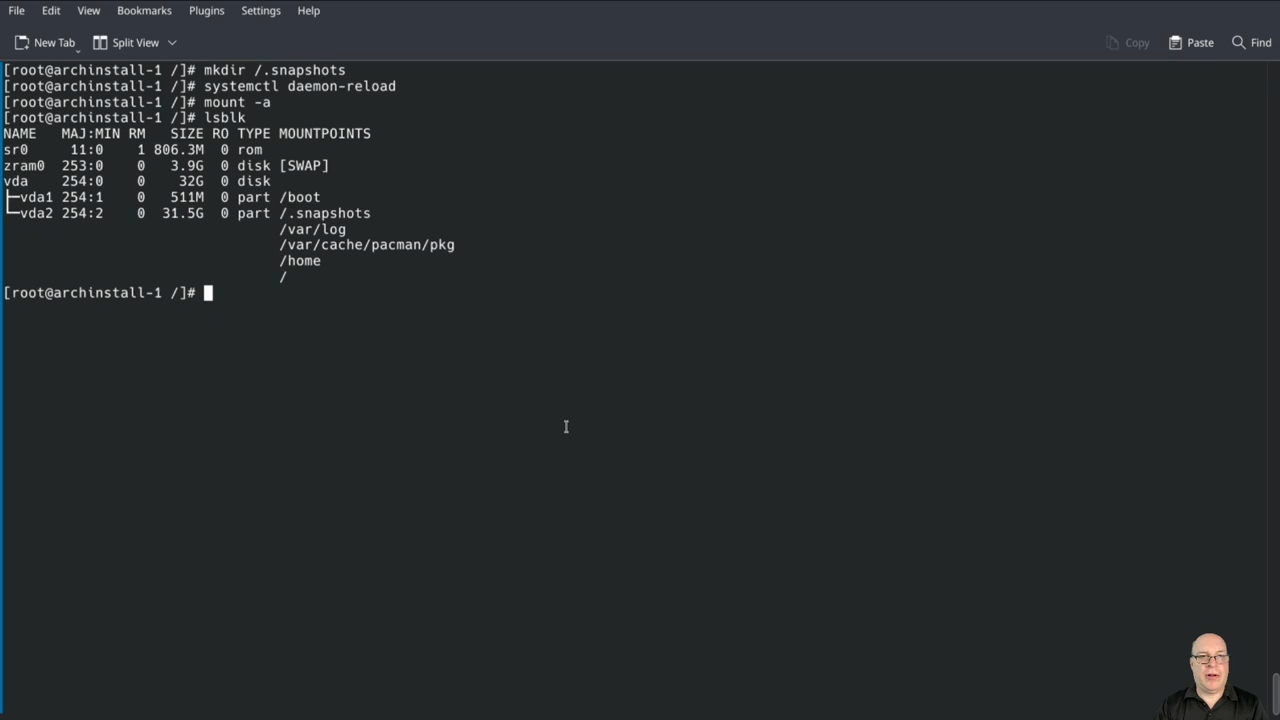 File Edit View Bookmarks Plugins Settings Help
New Tab Split View Copy Paste Find
[root@archinstall-1 /]# mkdir /.snapshots
[root@archinstall-1 /]# systemctl daemon-reload
[root@archinstall-1 /]# mount -a
[root@archinstall-1 /]# lsblk
NAME   MAJ:MIN RM   SIZE RO TYPE MOUNTPOINTS
sr0     11:0    1 806.3M  0 rom
zram0  253:0    0   3.9G  0 disk [SWAP]
vda    254:0    0    32G  0 disk
├─vda1 254:1    0   511M  0 part /boot
└─vda2 254:2    0  31.5G  0 part /.snapshots
/var/log
/var/cache/pacman/pkg
/home
/
[root@archinstall-1 /]#